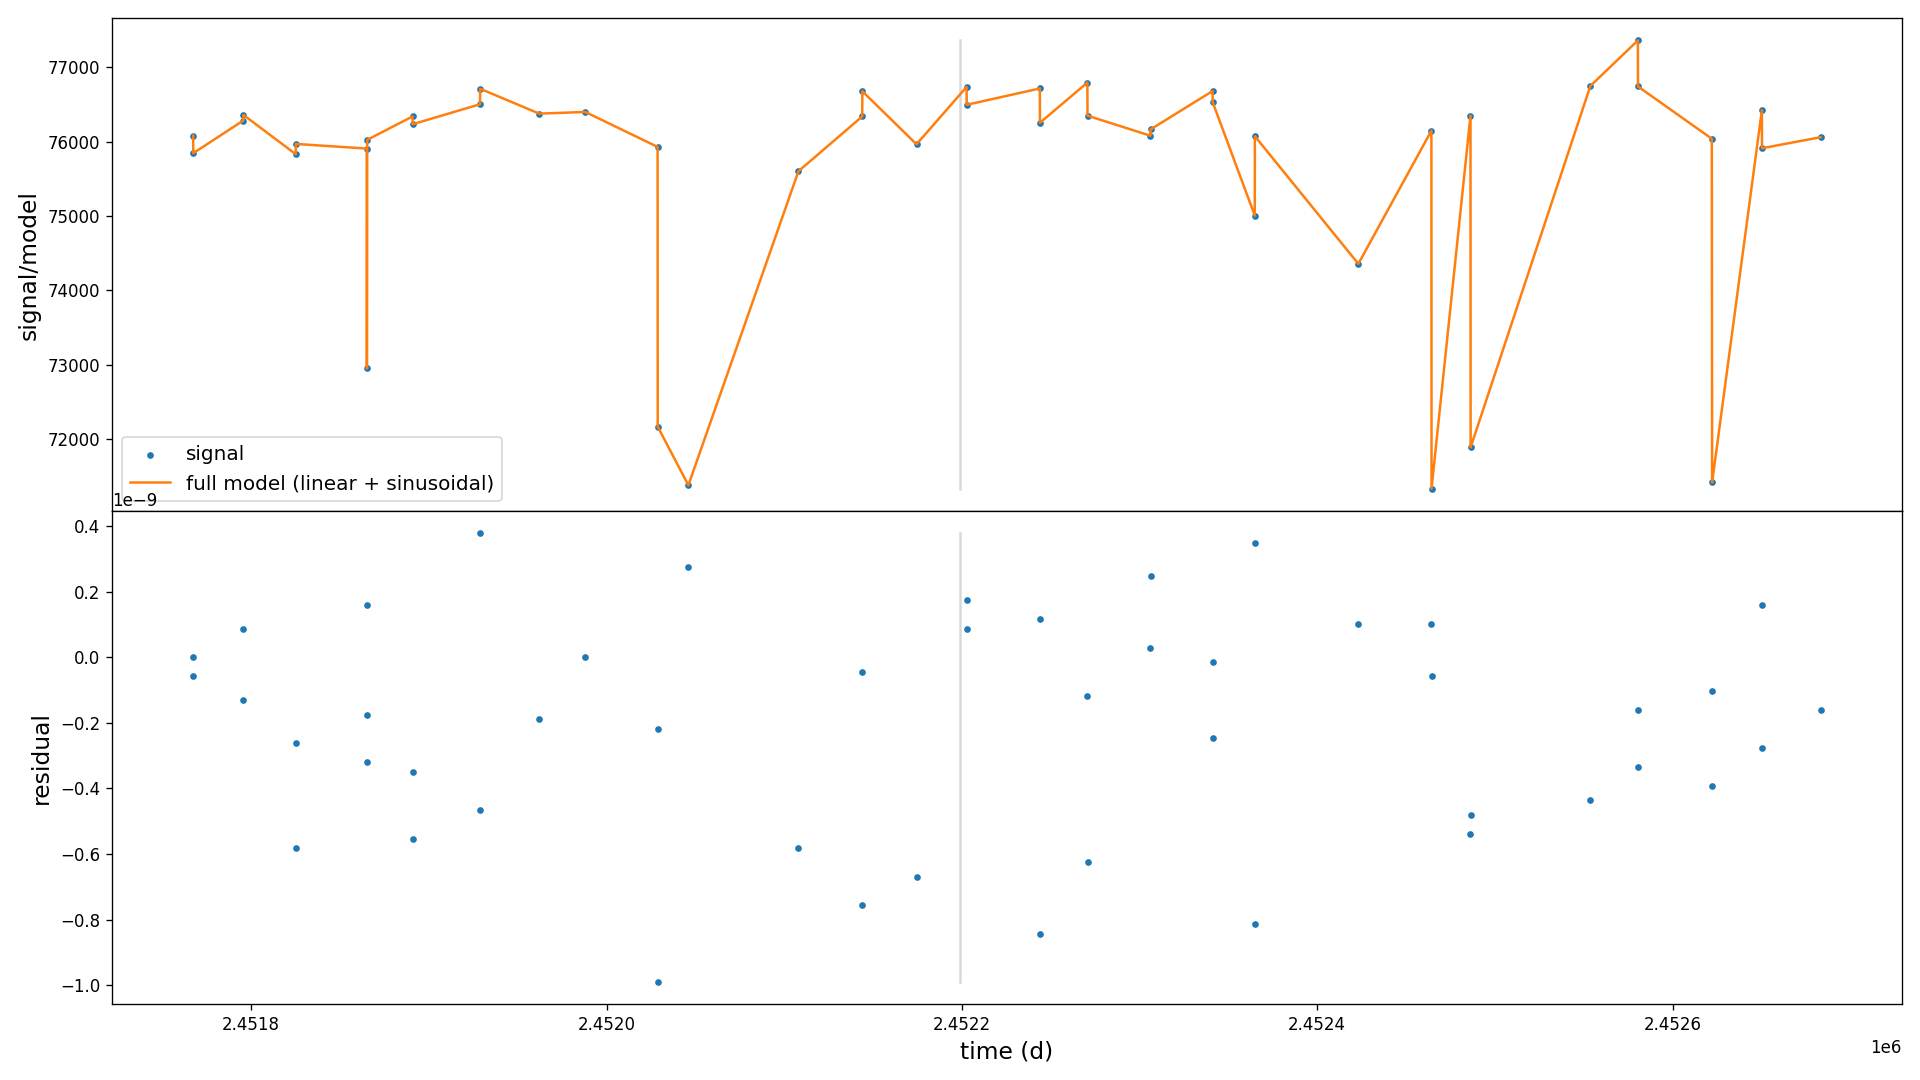 77000
76000
75000
74000
73000
72000
signal/model
signal
full model (linear + sinusoidal)
1e−9
0.4
0.2
0.0
−0.2
−0.4
−0.6
−0.8
−1.0
residual
2.4518
2.4520
2.4522
2.4524
2.4526
time (d)
1e6